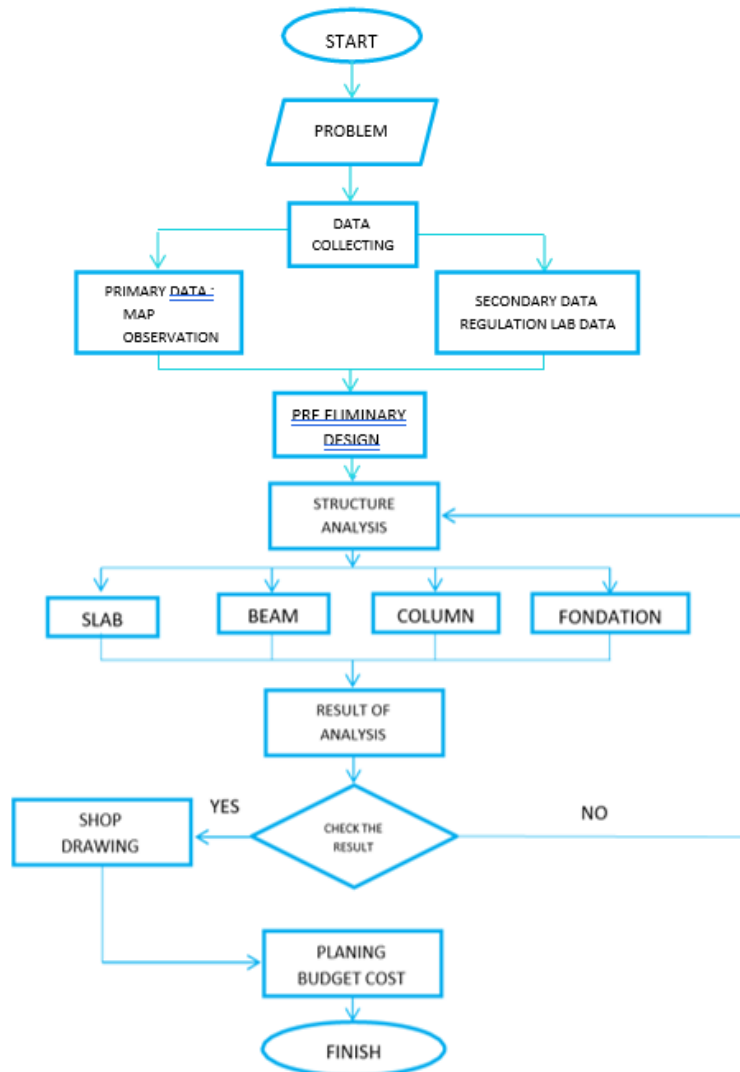 START
PROBLEM
DATA
COLLECTING
PRIMARY DATA :
MAP
OBSERVATION
SECONDARY DATA
REGULATION LAB DATA
PRE ELIMINARY
DESIGN
STRUCTURE
ANALYSIS
SLAB
BEAM
COLUMN
FONDATION
RESULT OF
ANALYSIS
CHECK THE
RESULT
YES
NO
SHOP
DRAWING
PLANING
BUDGET COST
FINISH